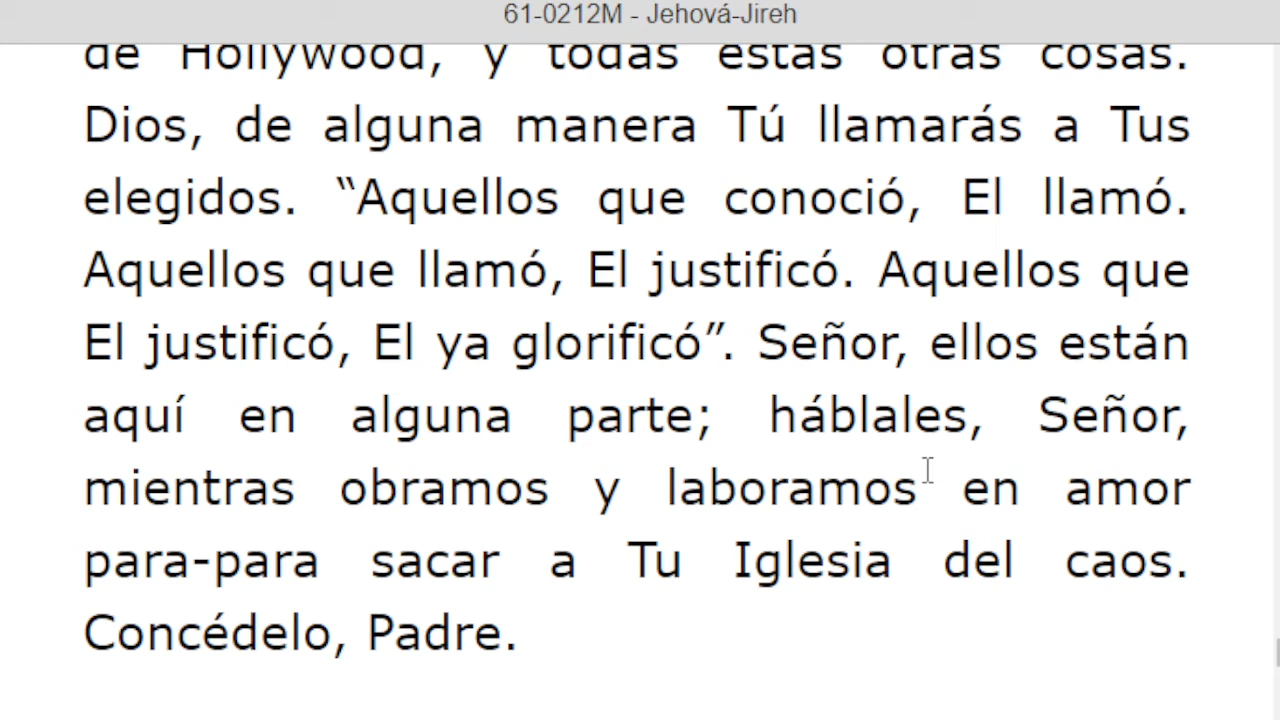 61-0212M - Jehová-Jireh
de Hollywood, y todas estas otras cosas.
Dios, de alguna manera Tú llamarás a Tus
elegidos. “Aquellos que conoció, El llamó.
Aquellos que llamó, El justificó. Aquellos que
El justificó, El ya glorificó”. Señor, ellos están
aquí en alguna parte; háblales, Señor,
mientras obramos y laboramos en amor
para-para sacar a Tu Iglesia del caos.
Concédelo, Padre.